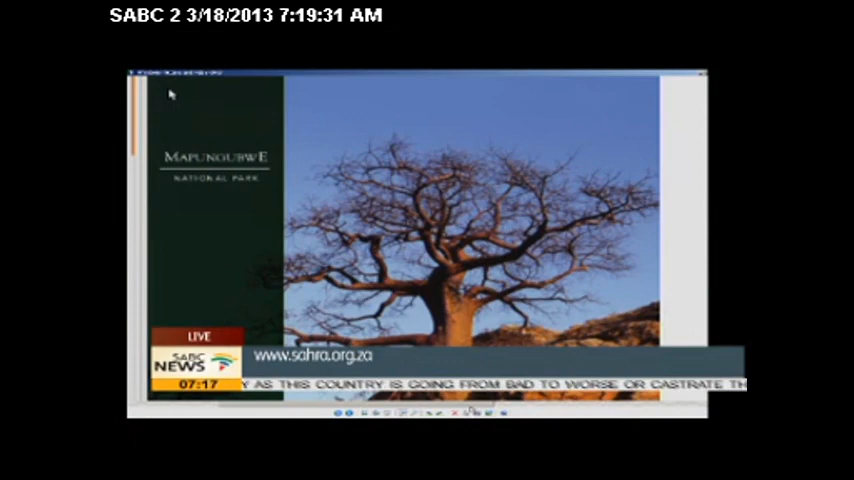 SABC 2 3/18/2013 7:19:31 AM
MAPUNGUBWE
NATIONAL PARK
LIVE
www.sahra.org.za
SABC
NEWS
07:17
Y AS THIS COUNTRY IS GOING FROM BAD TO WORSE OR CASTRATE TH